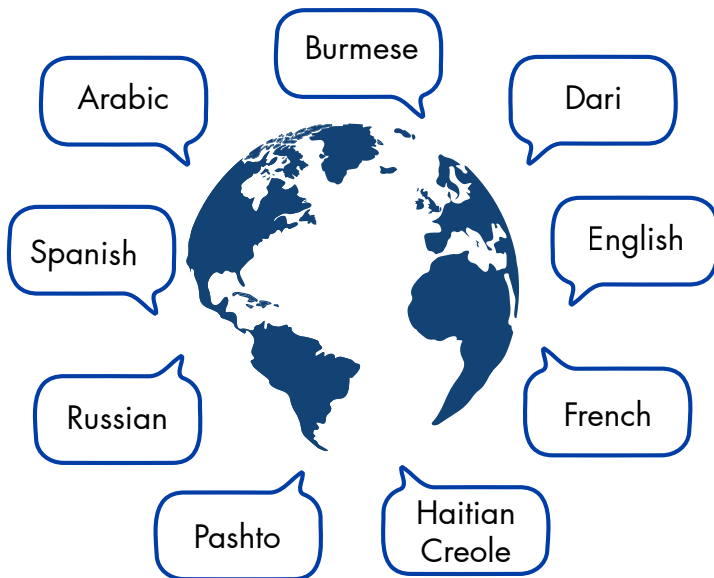 Burmese
Arabic
Dari
Spanish
English
Russian
French
Pashto
Haitian
Creole